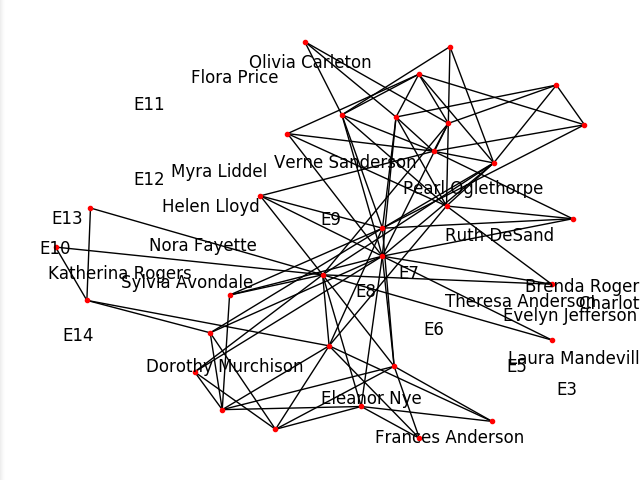 Olivia Carleton
Flora Price
E11
Verne Sanderson
Myra Liddel
E12
Pearl Oglethorpe
Helen Lloyd
E13
E9
Ruth DeSand
Nora Fayette
E10
Katherina Rogers
E7
Sylvia Avondale
Brenda Roger
E8
Theresa Anderson
Charlot
Evelyn Jefferson
E6
E14
Laura Mandevill
Dorothy Murchison
E5
E3
Eleanor Nye
Frances Anderson